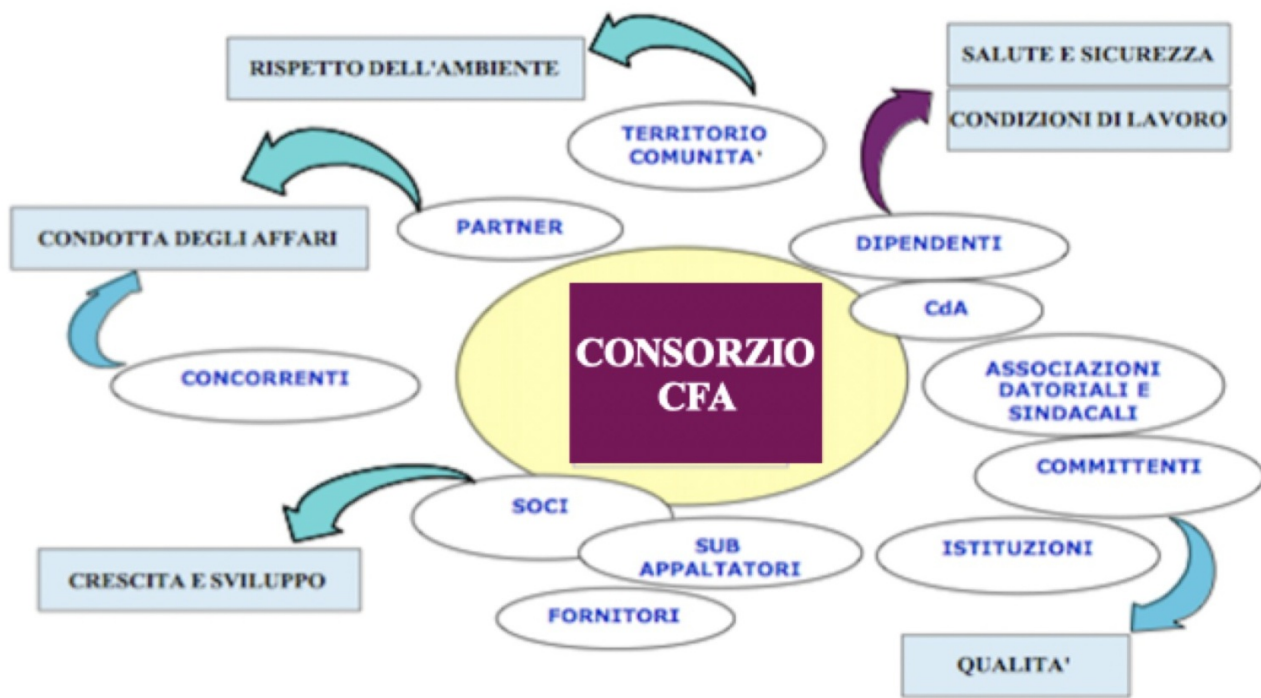 RISPETTO DELL'AMBIENTE
SALUTE E SICUREZZA
CONDIZIONI DI LAVORO
TERRITORIO
COMUNITA'
CONDOTTA DEGLI AFFARI
PARTNER
DIPENDENTI
CdA
CONSORZIO
CFA
CONCORRENTI
ASSOCIAZIONI
DATORIALI E
SINDACALI
COMMITTENTI
SOCI
SUB
APPALTATORI
ISTITUZIONI
CRESCITA E SVILUPPO
FORNITORI
QUALITA'